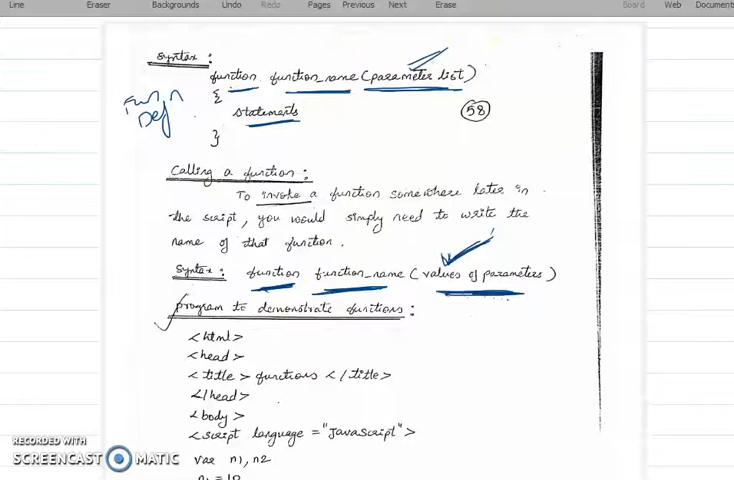 Line Eraser Backgrounds Undo Redo Pages Previous Next Erase Board Web Documents
Syntax :
function function_name (parameter list)
{
Def
Statements
58
}
Calling a function :
To invoke a function somewhere later in
the script, you would simply need to write the
name of that function.
Syntax : function function_name ( values of parameters )
program to demonstrate functions :
<html>
<head>
<title> functions </title>
</head>
<body>
<script language = "JavaScript">
var n1, n2
n1 = 10
RECORDED WITH
SCREENCAST MATIC